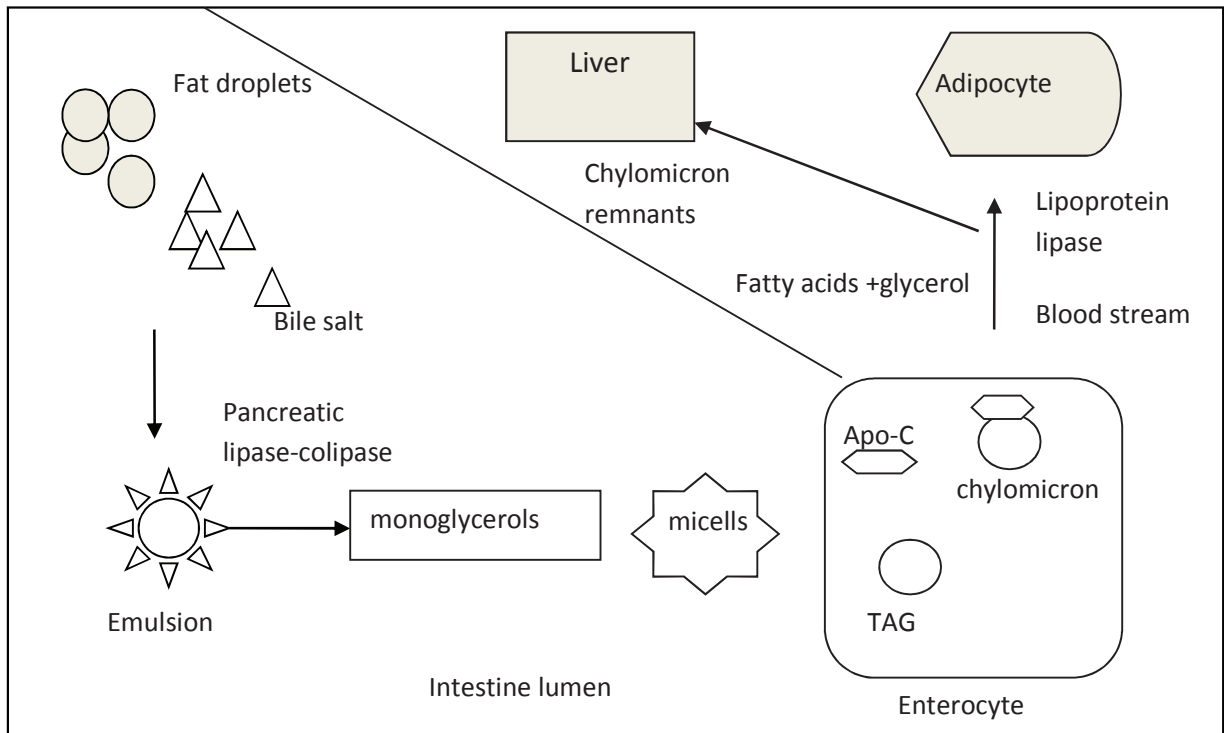 Fat droplets
Liver
Adipocyte
Chylomicron
remnants
Lipoprotein
lipase
Fatty acids +glycerol
Blood stream
Bile salt
Pancreatic
lipase-colipase
Apo-C
chylomicron
monoglycerols
micells
Emulsion
TAG
Intestine lumen
Enterocyte